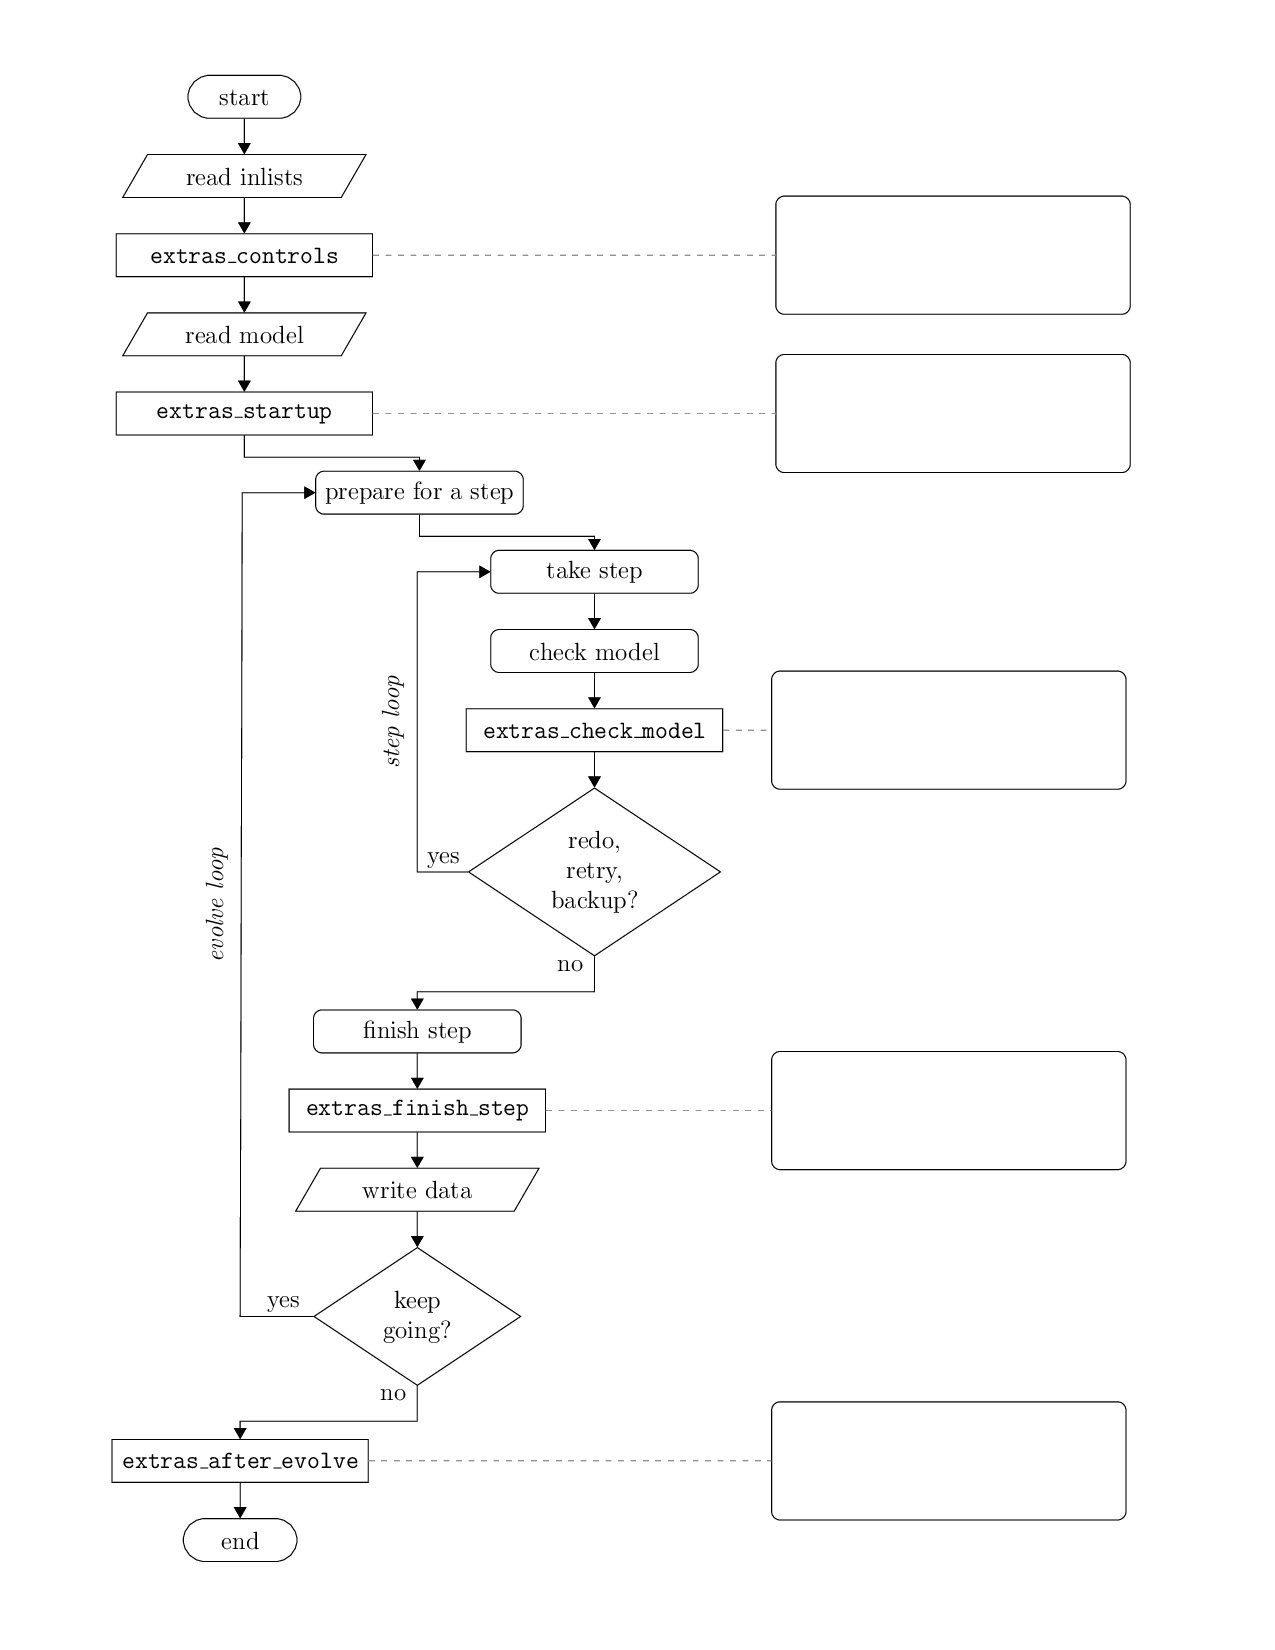 start
read inlists
extras_controls
read model
extras_startup
prepare for a step
take step
check model
step loop
extras_check_model
redo,
retry,
backup?
yes
evolve loop
no
finish step
extras_finish_step
write data
keep
going?
yes
no
extras_after_evolve
end